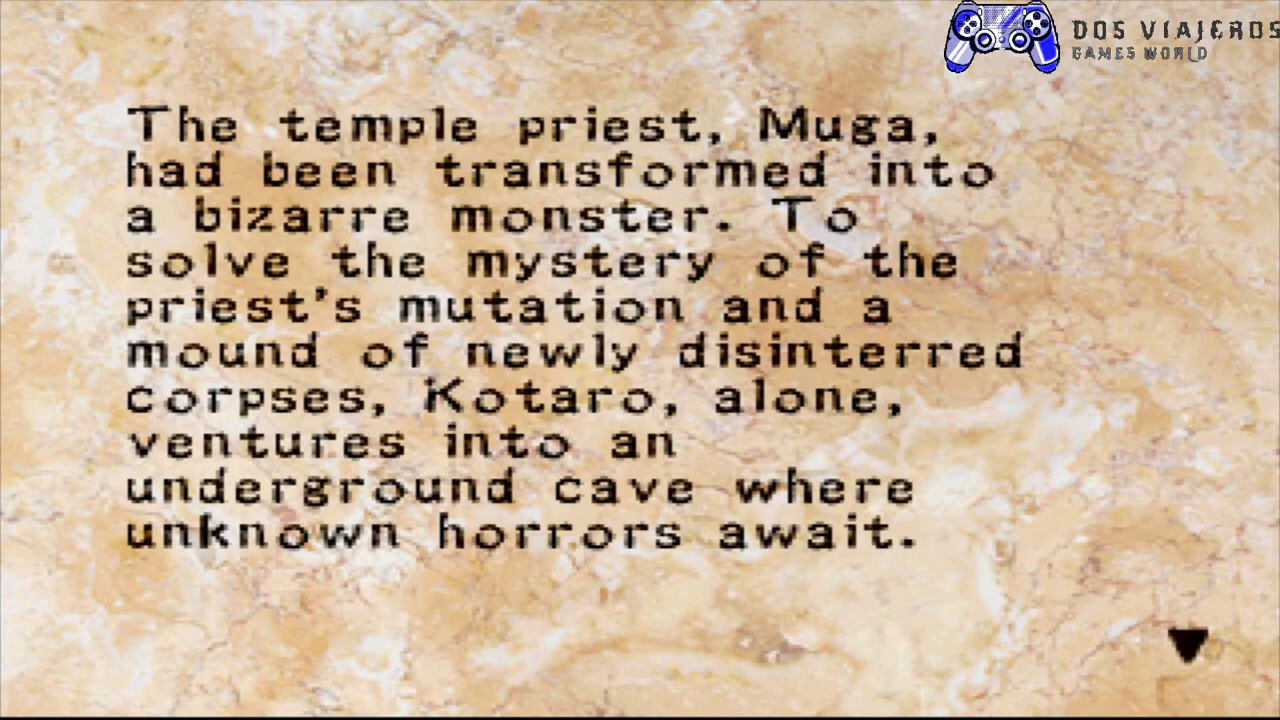 DOS VIAJEROS
GAMES WORLD
The temple priest, Muga,
had been transformed into
a bizarre monster. To
solve the mystery of the
priest's mutation and a
mound of newly disinterred
corpses, Kotaro, alone,
ventures into an
underground cave where
unknown horrors await.